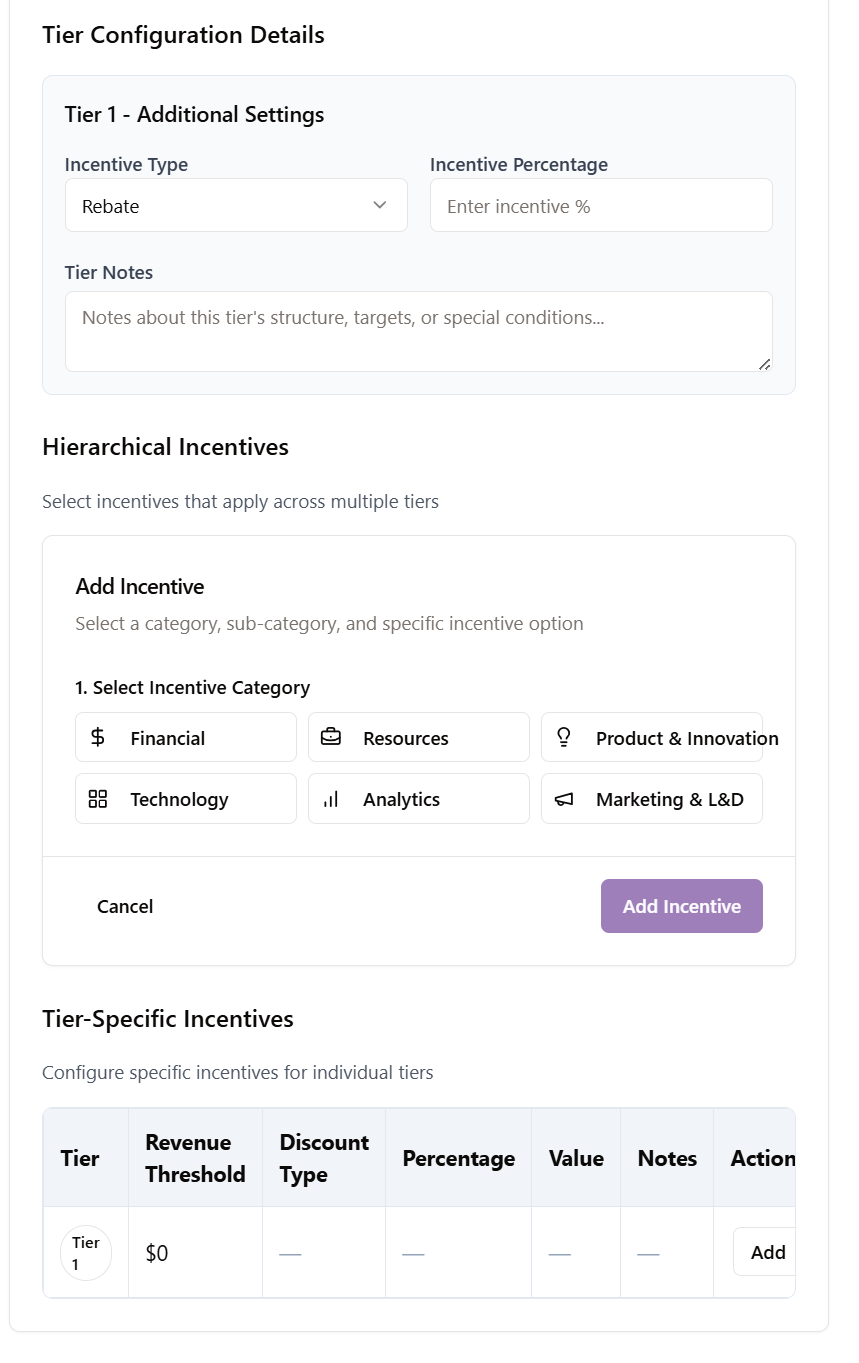 Tier Configuration Details
Tier 1 - Additional Settings
Incentive Type
Incentive Percentage
Rebate
Enter incentive %
Tier Notes
Notes about this tier's structure, targets, or special conditions...
Hierarchical Incentives
Select incentives that apply across multiple tiers
Add Incentive
Select a category, sub-category, and specific incentive option
1. Select Incentive Category
Financial
Resources
Product & Innovation
Technology
Analytics
Marketing & L&D
Cancel
Add Incentive
Tier-Specific Incentives
Configure specific incentives for individual tiers
Tier
Revenue
Threshold
Discount
Type
Percentage
Value
Notes
Action
Tier
1
$0
—
—
—
—
Add